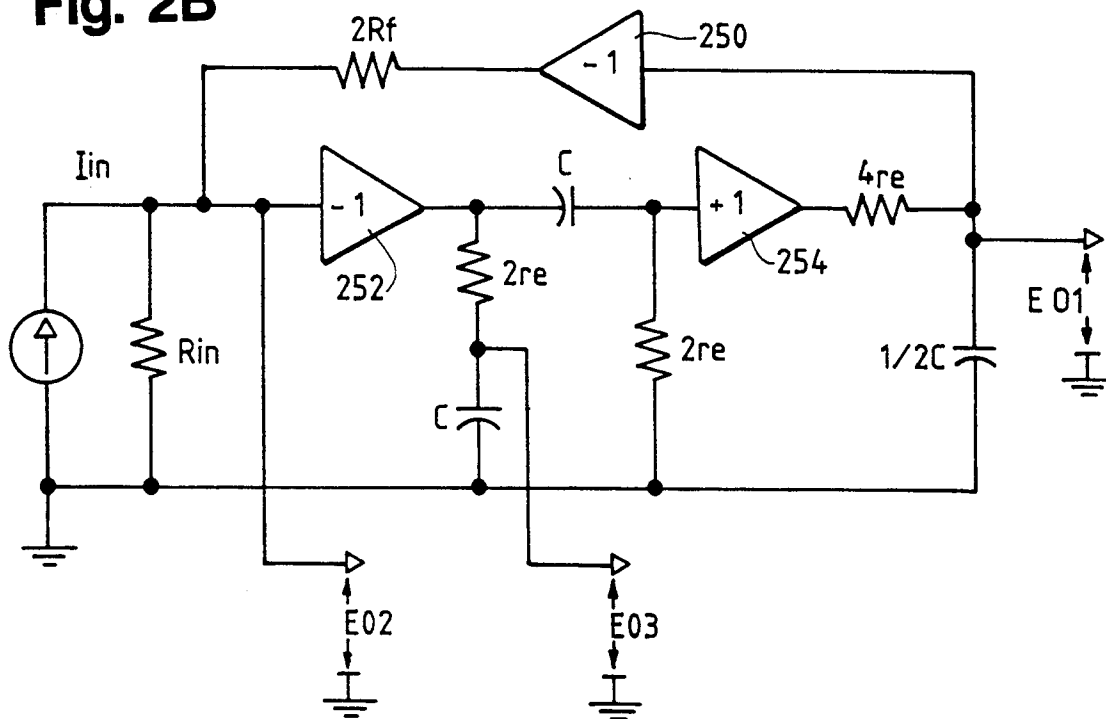 Fig. 2B
2Rf
- 1
250
Iin
- 1
252
C
+ 1
254
4re
2re
Rin
C
2re
1/2C
E01
E02
E03